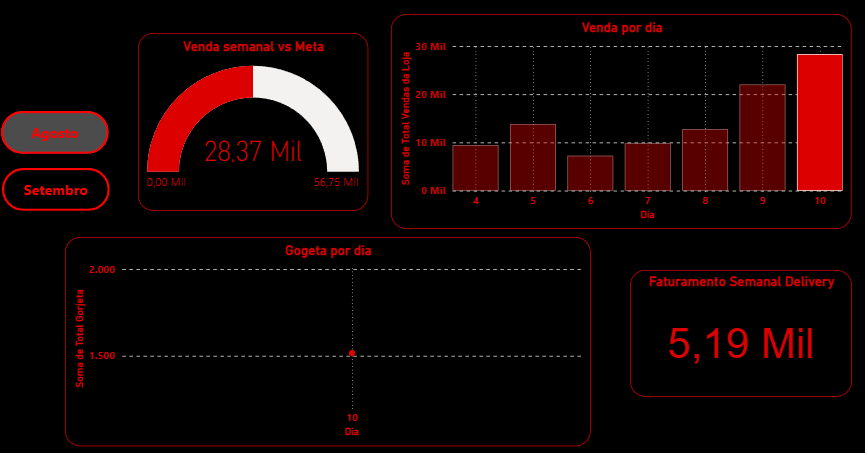 Agosto
Setembro
Venda semanal vs Meta
28.37 Mil
0,00 Mil
56,75 Mil
Venda por dia
Soma de Total Vendas da Loja
30 Mil
20 Mil
10 Mil
0 Mil
4 5 6 7 8 9 10
Dia
Gogeta por dia
Soma de Total Gorjeta
2.000
1.500
10
Dia
Faturamento Semanal Delivery
5,19 Mil